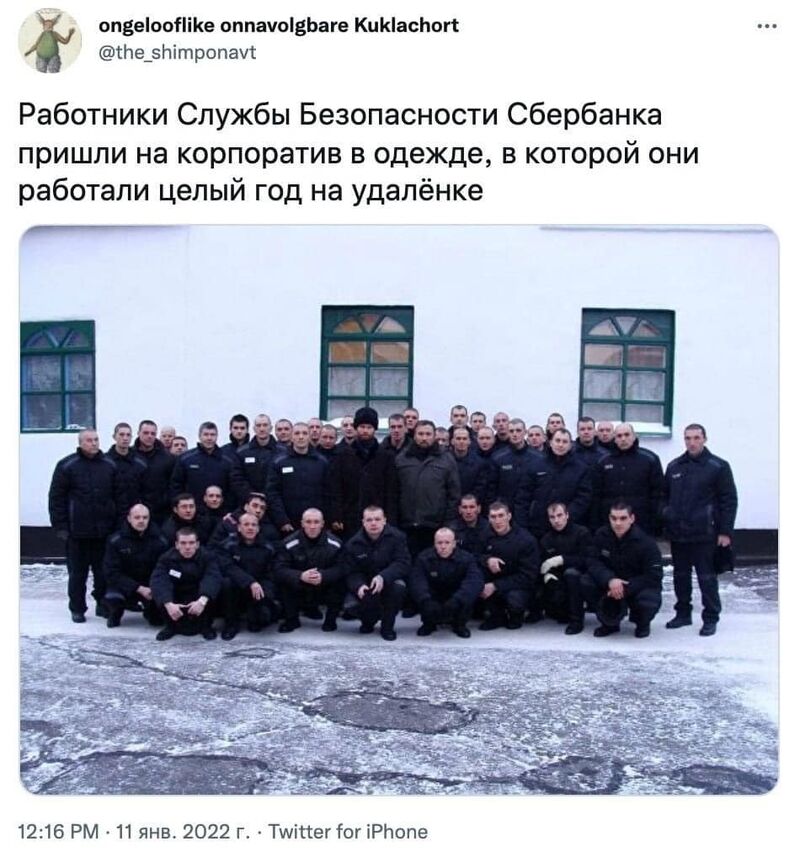 ongelooflike onnavolgbare Kuklachort
@the_shimponavt
Работники Службы Безопасности Сбербанка
пришли на корпоратив в одежде, в которой они
работали целый год на удалёнке
12:16 PM · 11 янв. 2022 г. · Twitter for iPhone